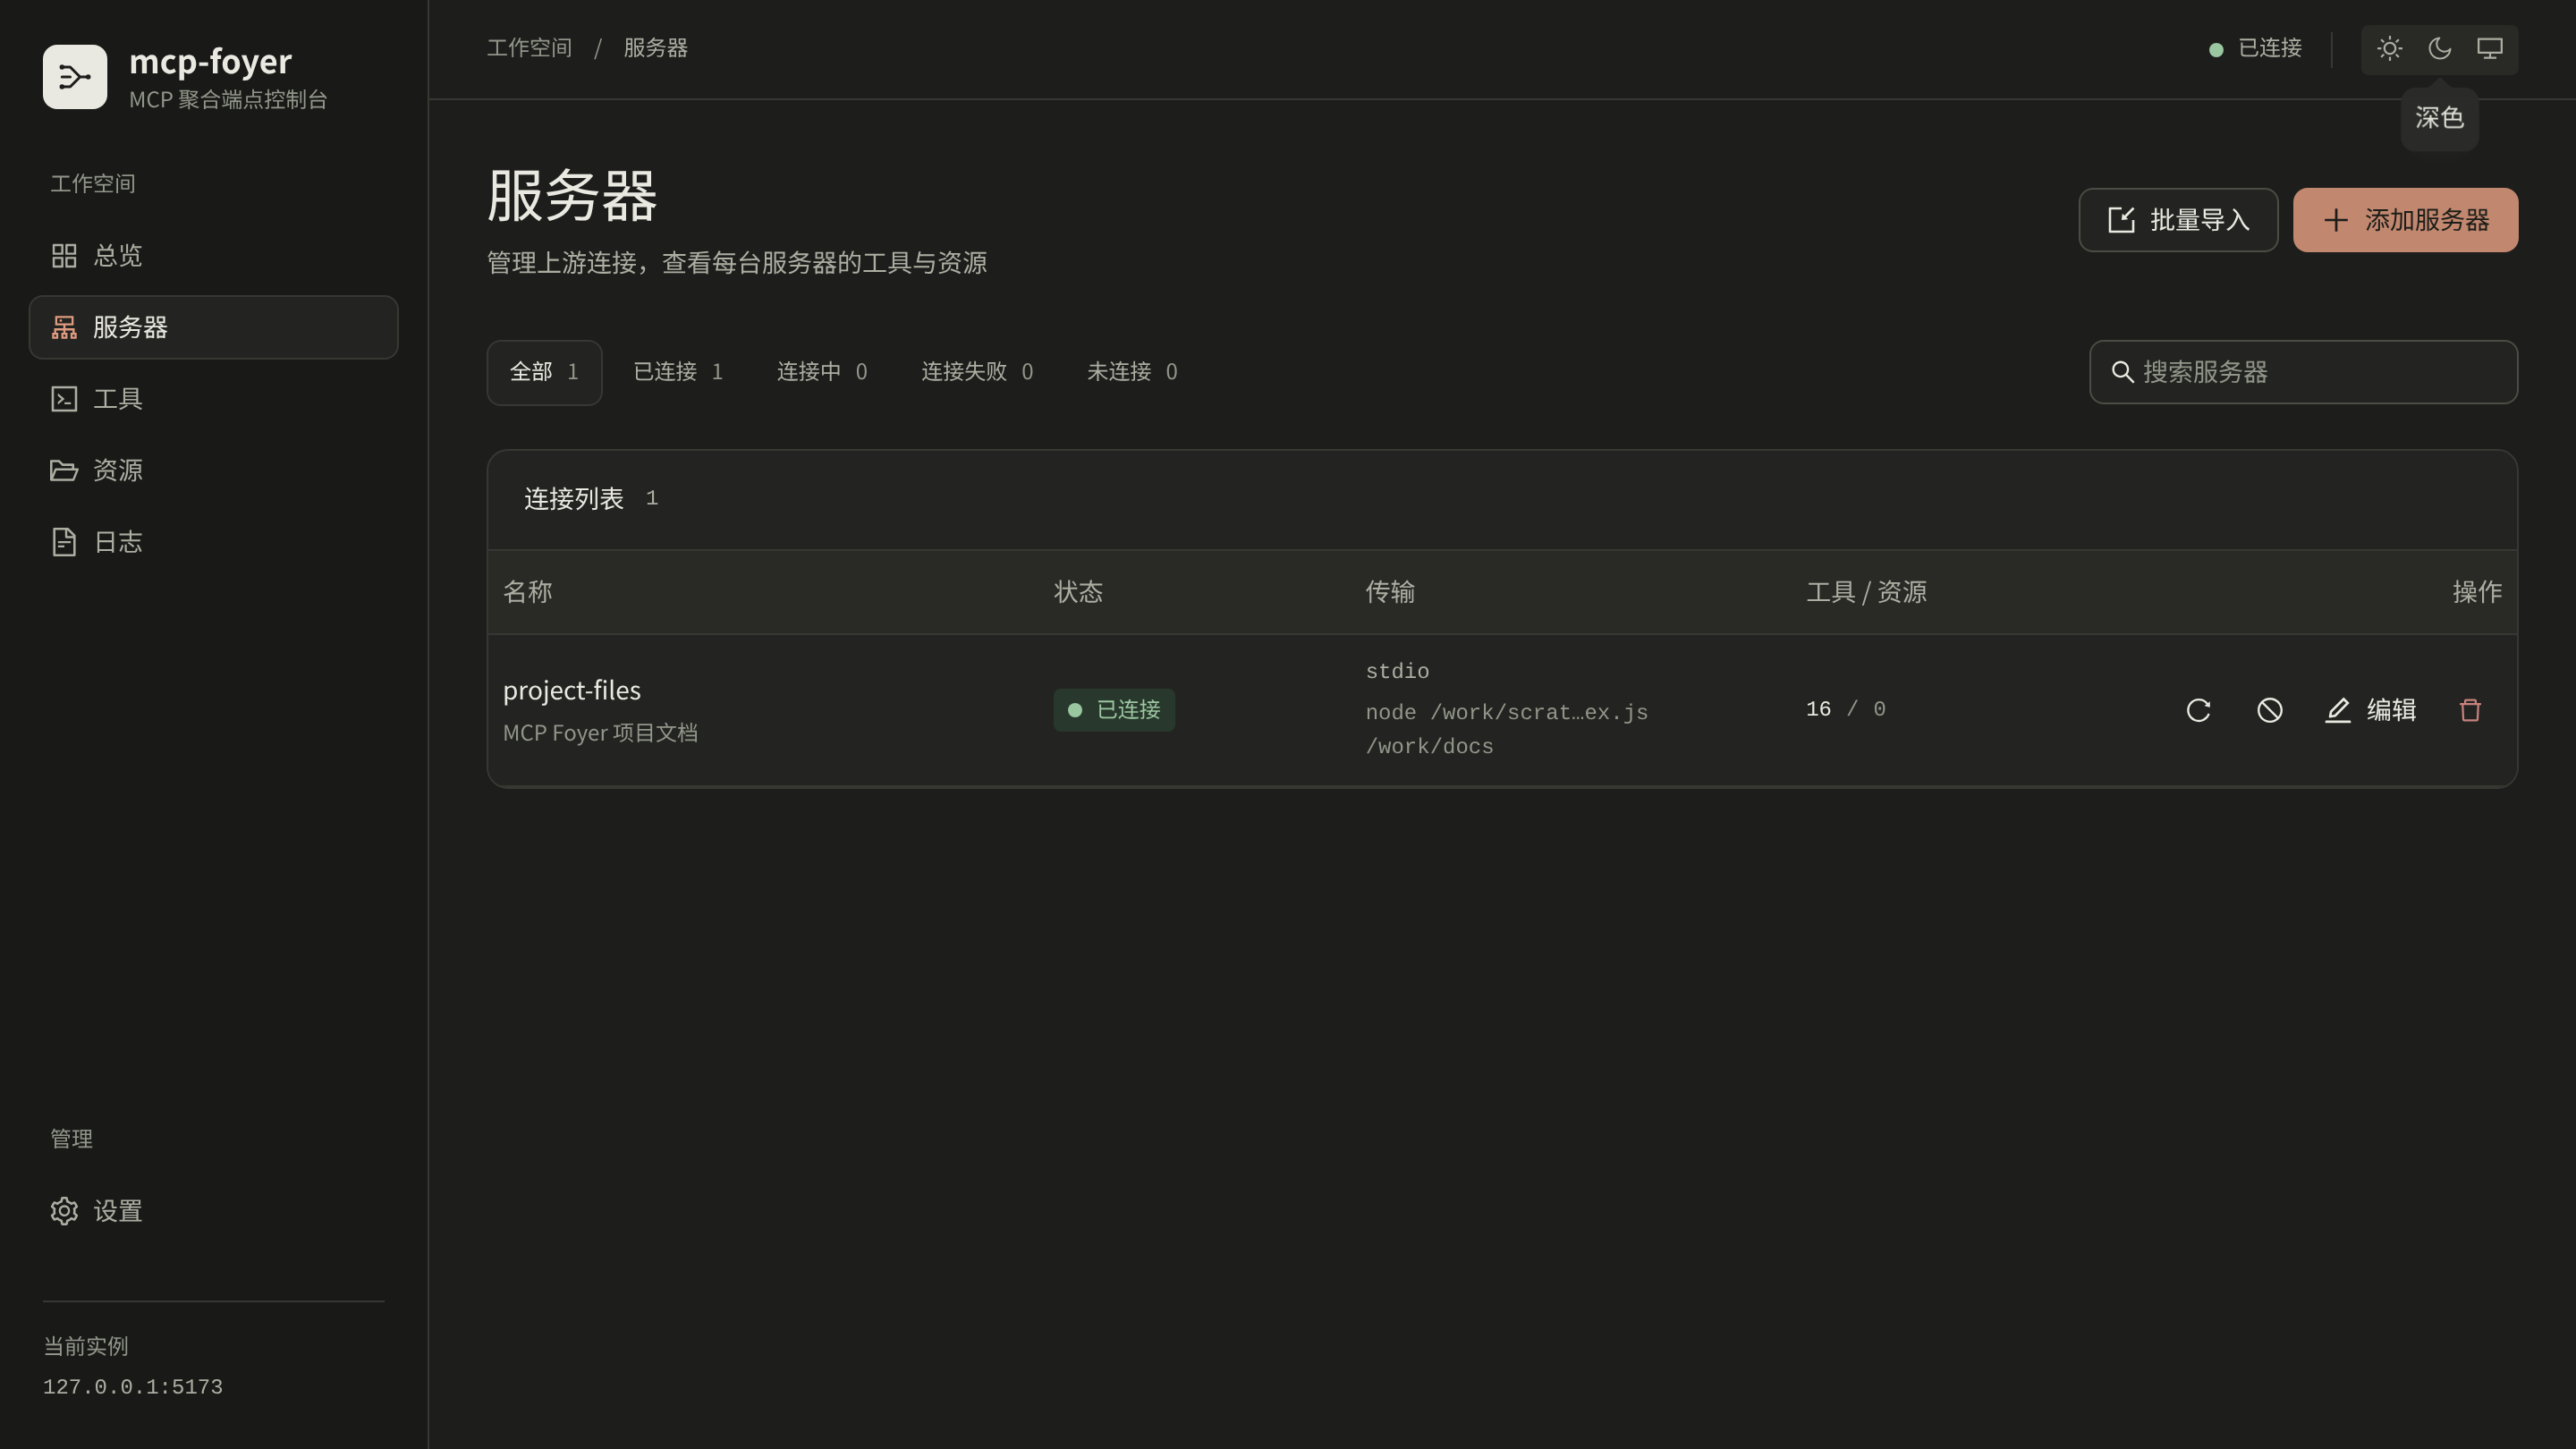 mcp-foyer
MCP 聚合端点控制台
工作空间
总览
服务器
工具
资源
日志
管理
设置
当前实例
127.0.0.1:5173
工作空间 / 服务器
已连接
深色
服务器
管理上游连接，查看每台服务器的工具与资源
批量导入
添加服务器
全部 1 已连接 1 连接中 0 连接失败 0 未连接 0
搜索服务器
连接列表 1
名称 状态 传输 工具 / 资源 操作
project-files
MCP Foyer 项目文档
已连接
stdio
node /work/scrat…ex.js
/work/docs
16 / 0
编辑